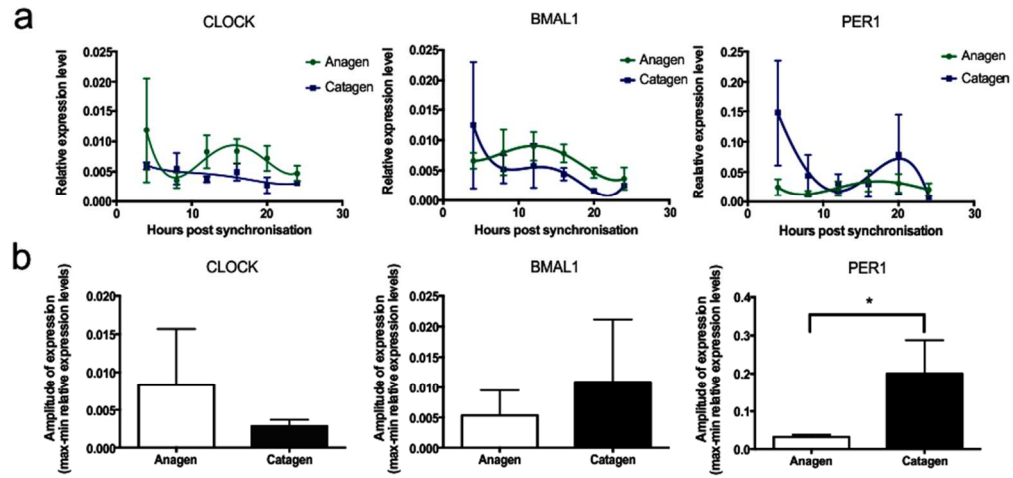 a
CLOCK
BMAL1
PER1
Relative expression level
0.025
0.020
0.015
0.010
0.005
0.000
0
10
20
30
Hours post synchronisation
Anagen
Catagen
Relative expression level
0.025
0.020
0.015
0.010
0.005
0.000
0
10
20
30
Hours post synchronisation
Anagen
Catagen
Realative expression level
0.25
0.20
0.15
0.10
0.05
0.00
0
10
20
30
Hours post synchronisation
Anagen
Catagen
b
CLOCK
BMAL1
PER1
Amplitude of expression
(max-min relative expression levels)
0.020
0.015
0.010
0.005
0.000
Anagen
Catagen
Amplitude of expression
(max-min relative expression levels)
0.025
0.020
0.015
0.010
0.005
0.000
Anagen
Catagen
Amplitude of expression
(max-min relative expression levels)
0.4
0.3
0.2
0.1
0.0
*
Anagen
Catagen